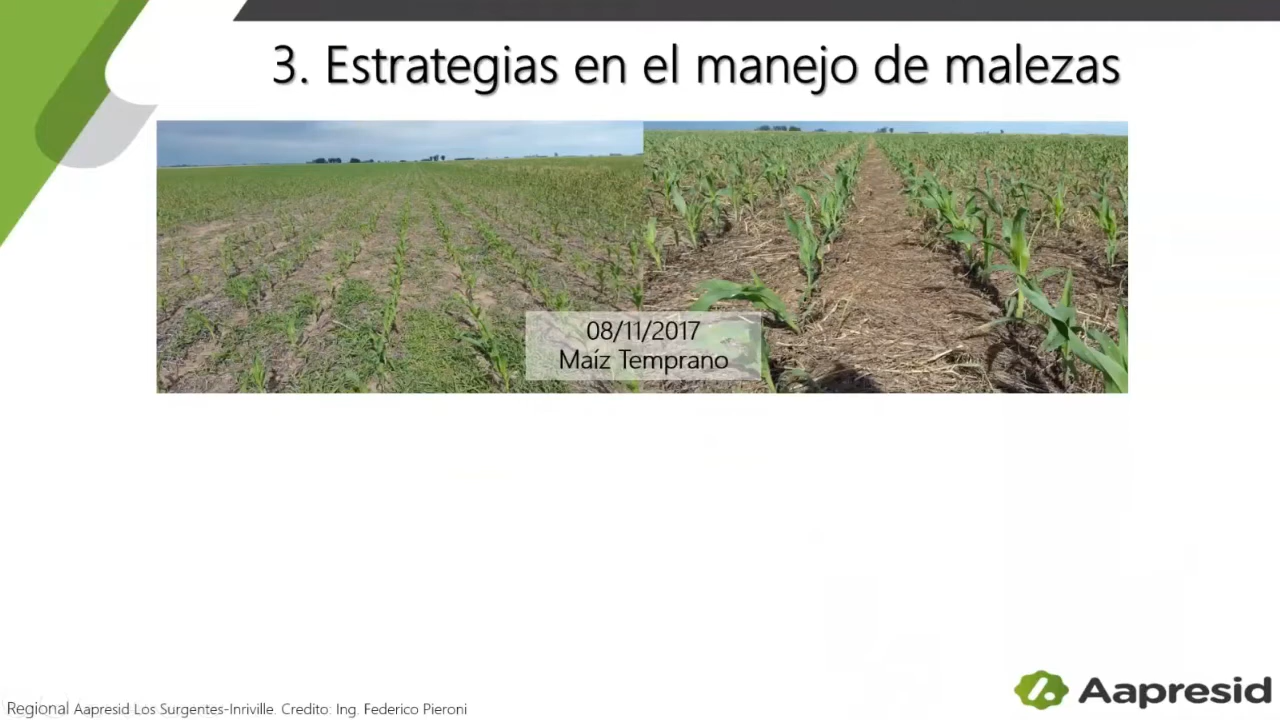 3. Estrategias en el manejo de malezas
08/11/2017
Maíz Temprano
Regional Aapresid Los Surgentes-Inriville. Credito: Ing. Federico Pieroni
Aapresid